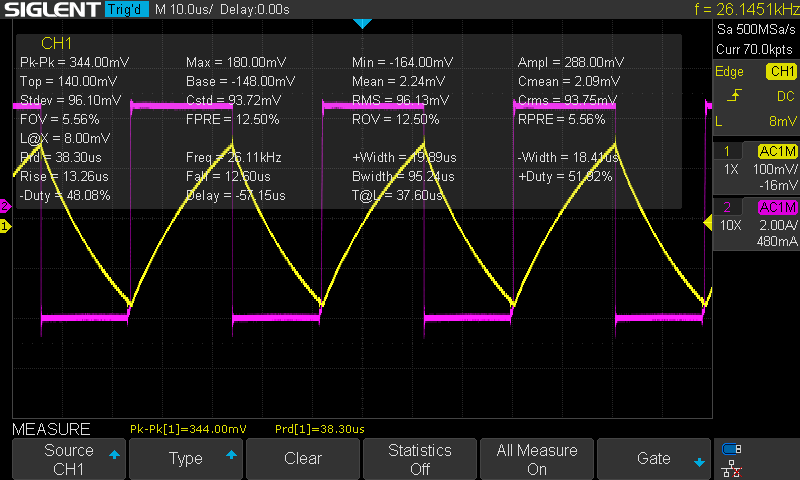 SIGLENT Trig'd M 10.0us/ Delay:0.00s f = 26.1451kHz
Sa 500MSa/s
Curr 70.0kpts
Edge CH1
DC
L 8mV
1 AC1M
1X 100mV/
-16mV
2 AC1M
10X 2.00A/
480mA
CH1
Pk-Pk = 344.00mV Max = 180.00mV Min = -164.00mV Ampl = 288.00mV
Top = 140.00mV Base = -148.00mV Mean = 2.24mV Cmean = 2.09mV
Stdev = 96.10mV Cstd = 93.72mV RMS = 96.13mV Crms = 93.75mV
FOV = 5.56% FPRE = 12.50% ROV = 12.50% RPRE = 5.56%
L@X = 8.00mV
Prd = 38.30us Freq = 26.11kHz +Width = 19.89us -Width = 18.41us
Rise = 13.26us Fall = 12.60us Bwidth = 95.24us +Duty = 51.92%
-Duty = 48.08% Delay = -57.15us T@L = 37.60us
2
1
MEASURE Pk-Pk[1]=344.00mV Prd[1]=38.30us
Source
CH1
Type
Clear
Statistics
Off
All Measure
On
Gate